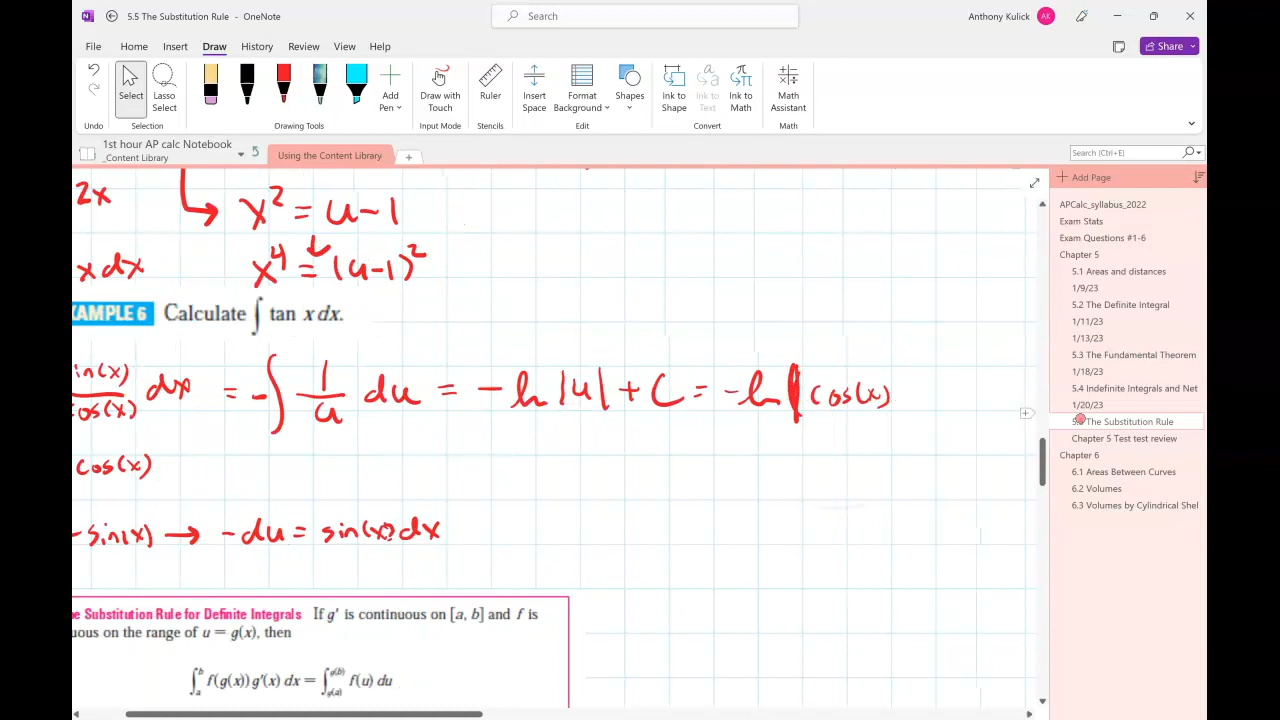 5.5 The Substitution Rule - OneNote
Search
Anthony Kulick
AK
File Home Insert Draw History Review View Help
Share
Undo
Select
Lasso Select
Add Pen
Draw with Touch
Ruler
Insert Space
Format Background
Shapes
Ink to Shape
Ink to Text
Ink to Math
Math Assistant
Selection
Drawing Tools
Input Mode
Stencils
Edit
Convert
Math
1st hour AP calc Notebook
_Content Library
5
Using the Content Library
+
Search (Ctrl+E)
Add Page
APCalc_syllabus_2022
Exam Stats
Exam Questions #1-6
Chapter 5
5.1 Areas and distances
1/9/23
5.2 The Definite Integral
1/11/23
1/13/23
5.3 The Fundamental Theorem
1/18/23
5.4 Indefinite Integrals and Net
1/20/23
5.5 The Substitution Rule
Chapter 5 Test test review
Chapter 6
6.1 Areas Between Curves
6.2 Volumes
6.3 Volumes by Cylindrical Shel
2x
x² = u-1
x dx
x⁴ = (u-1)²
XAMPLE 6 Calculate ∫ tan x dx.
in(x)/cos(x) dx = -∫ 1/u du = -ln|u| + C = -ln|cos(x)
cos(x)
-sin(x) → -du = sin(x) dx
e Substitution Rule for Definite Integrals If g′ is continuous on [a, b] and f is
uous on the range of u = g(x), then
∫ₐᵇ f(g(x)) g′(x) dx = ∫_g(a)^g(b) f(u) du